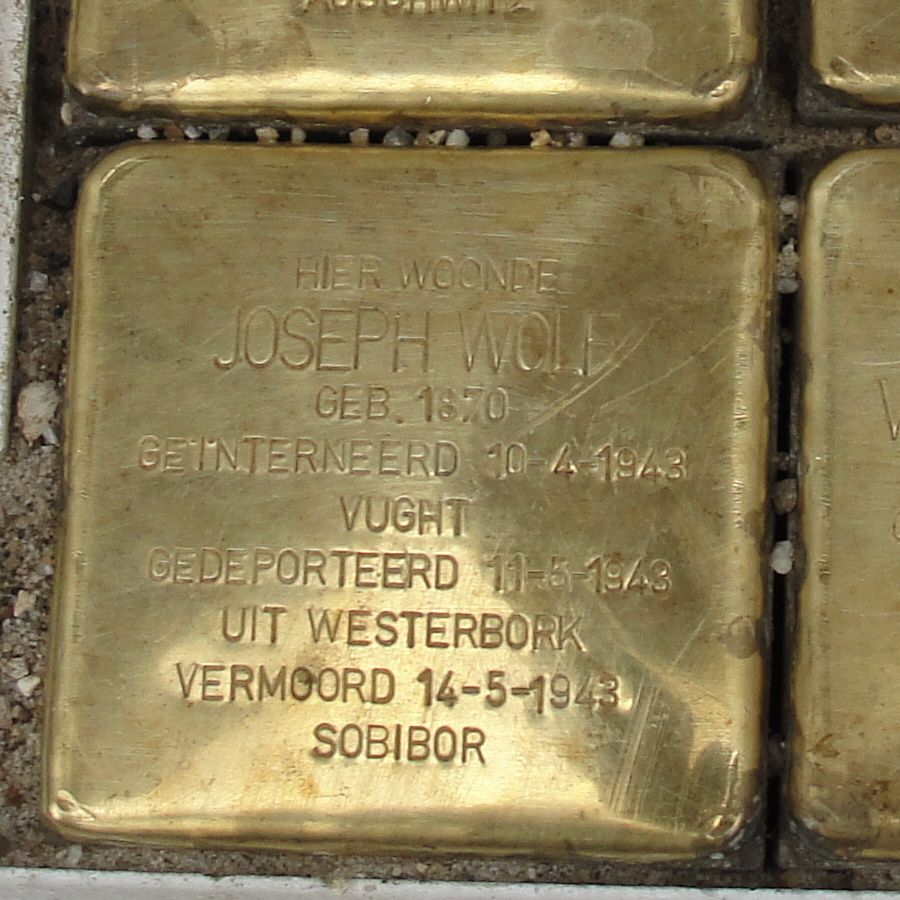 AUSCHWITZ
HIER WOONDE
JOSEPH WOLF
GEB. 1870
GEÏNTERNEERD 10-4-1943
VUGHT
GEDEPORTEERD 11-5-1943
UIT WESTERBORK
VERMOORD 14-5-1943
SOBIBOR